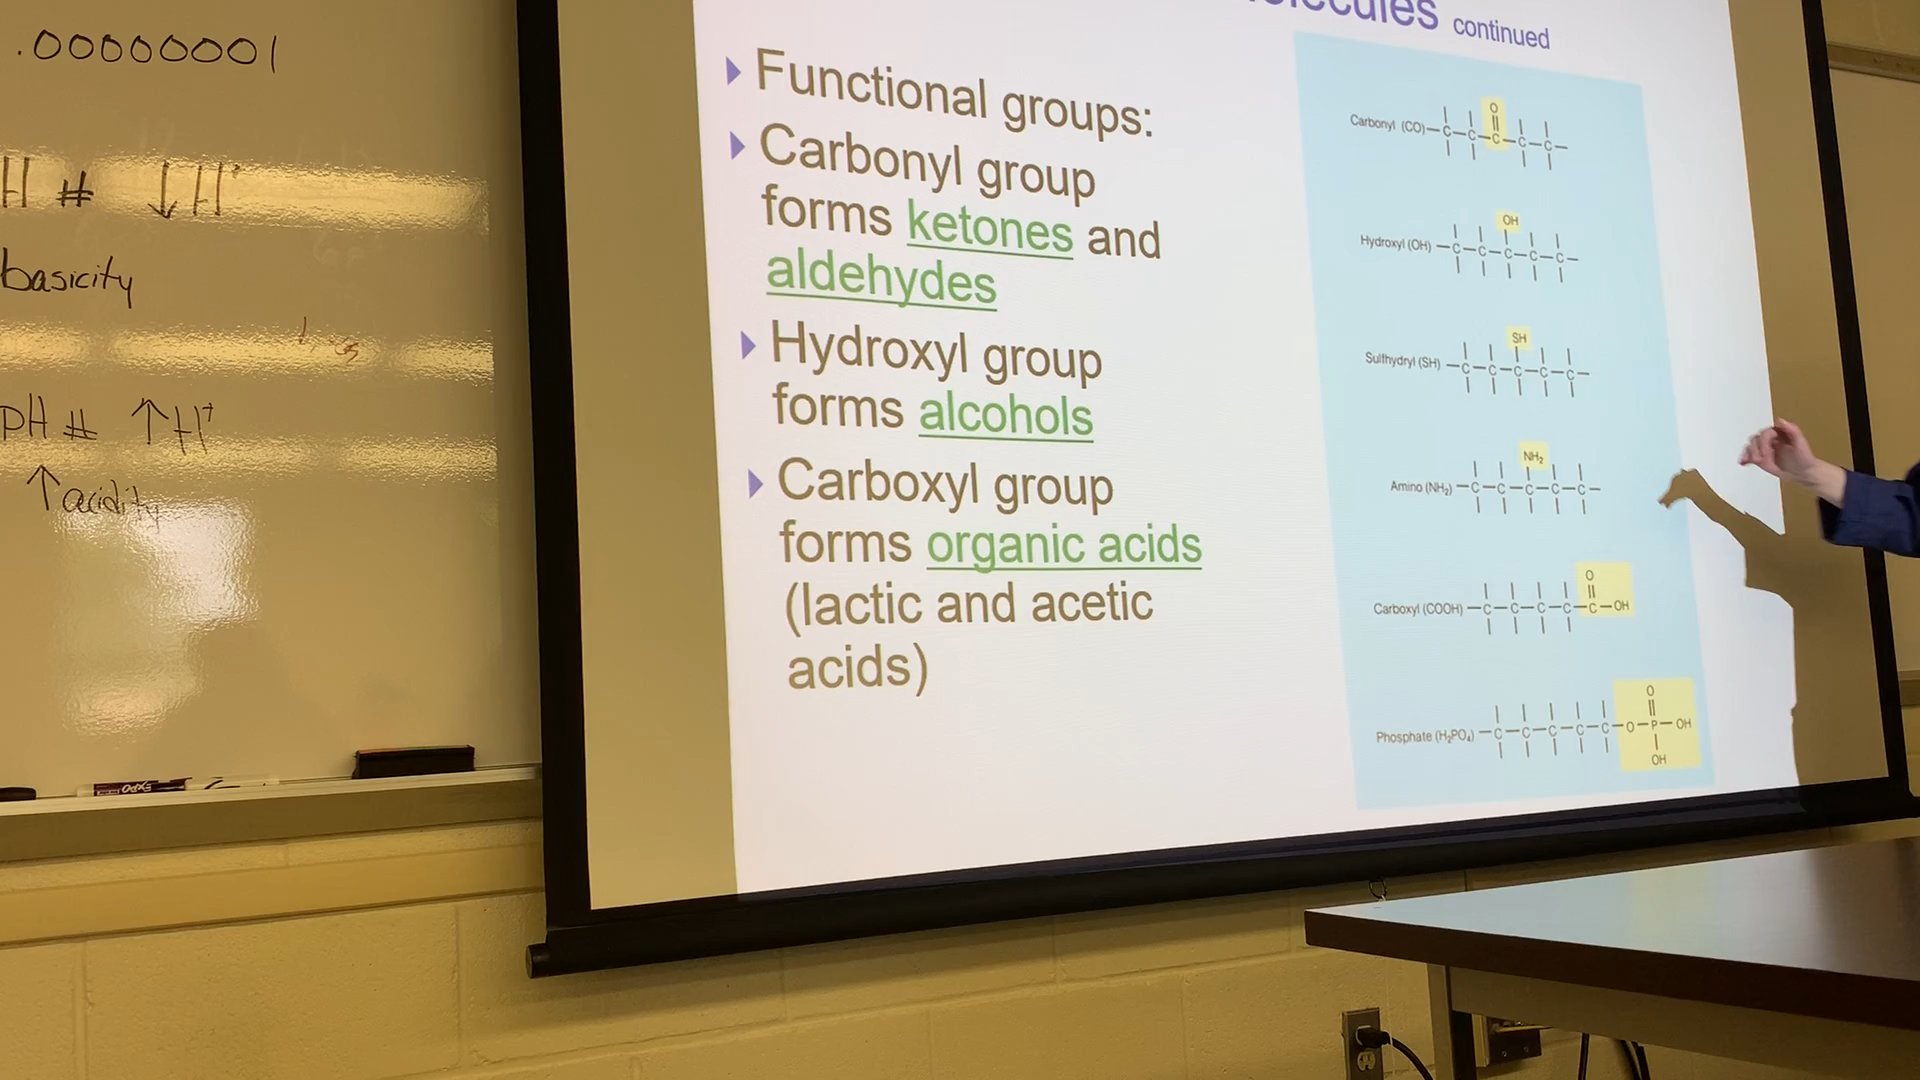 .00000001
H # ↓H⁺
basicity
pH # ↑H⁺
↑acidity
continued
Functional groups:
Carbonyl group
forms ketones and
aldehydes
Hydroxyl group
forms alcohols
Carboxyl group
forms organic acids
(lactic and acetic
acids)
O
Carbonyl (CO)—C—C—C—C—C—
OH
Hydroxyl (OH) —C—C—C—C—C—
SH
Sulfhydryl (SH) —C—C—C—C—C—
NH₂
Amino (NH₂) —C—C—C—C—C—
O
Carboxyl (COOH) —C—C—C—C—C—OH
O
Phosphate (H₂PO₄) —C—C—C—C—C—O—P—OH
OH